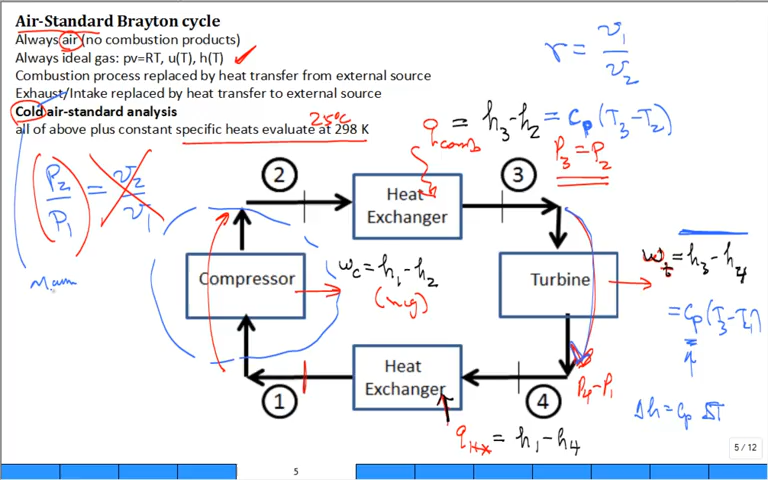 Air-Standard Brayton cycle
Always air (no combustion products)
Always ideal gas: pv=RT, u(T), h(T) ✓
Combustion process replaced by heat transfer from external source
Exhaust/Intake replaced by heat transfer to external source
Cold air-standard analysis
25°C
all of above plus constant specific heats evaluate at 298 K
r = v1/v2
q comb = h3-h2 = Cp (T3-T2)
P3 = P2
P2/P1 = v2/v1
2
Heat
Exchanger
3
Compressor
wc = h1-h2
(neg)
Turbine
wt = h3-h4
= Cp (T3-T4)
Δh = Cp ΔT
1
Heat
Exchanger
4
P4-P1
qHx = h1-h4
5
5 / 12